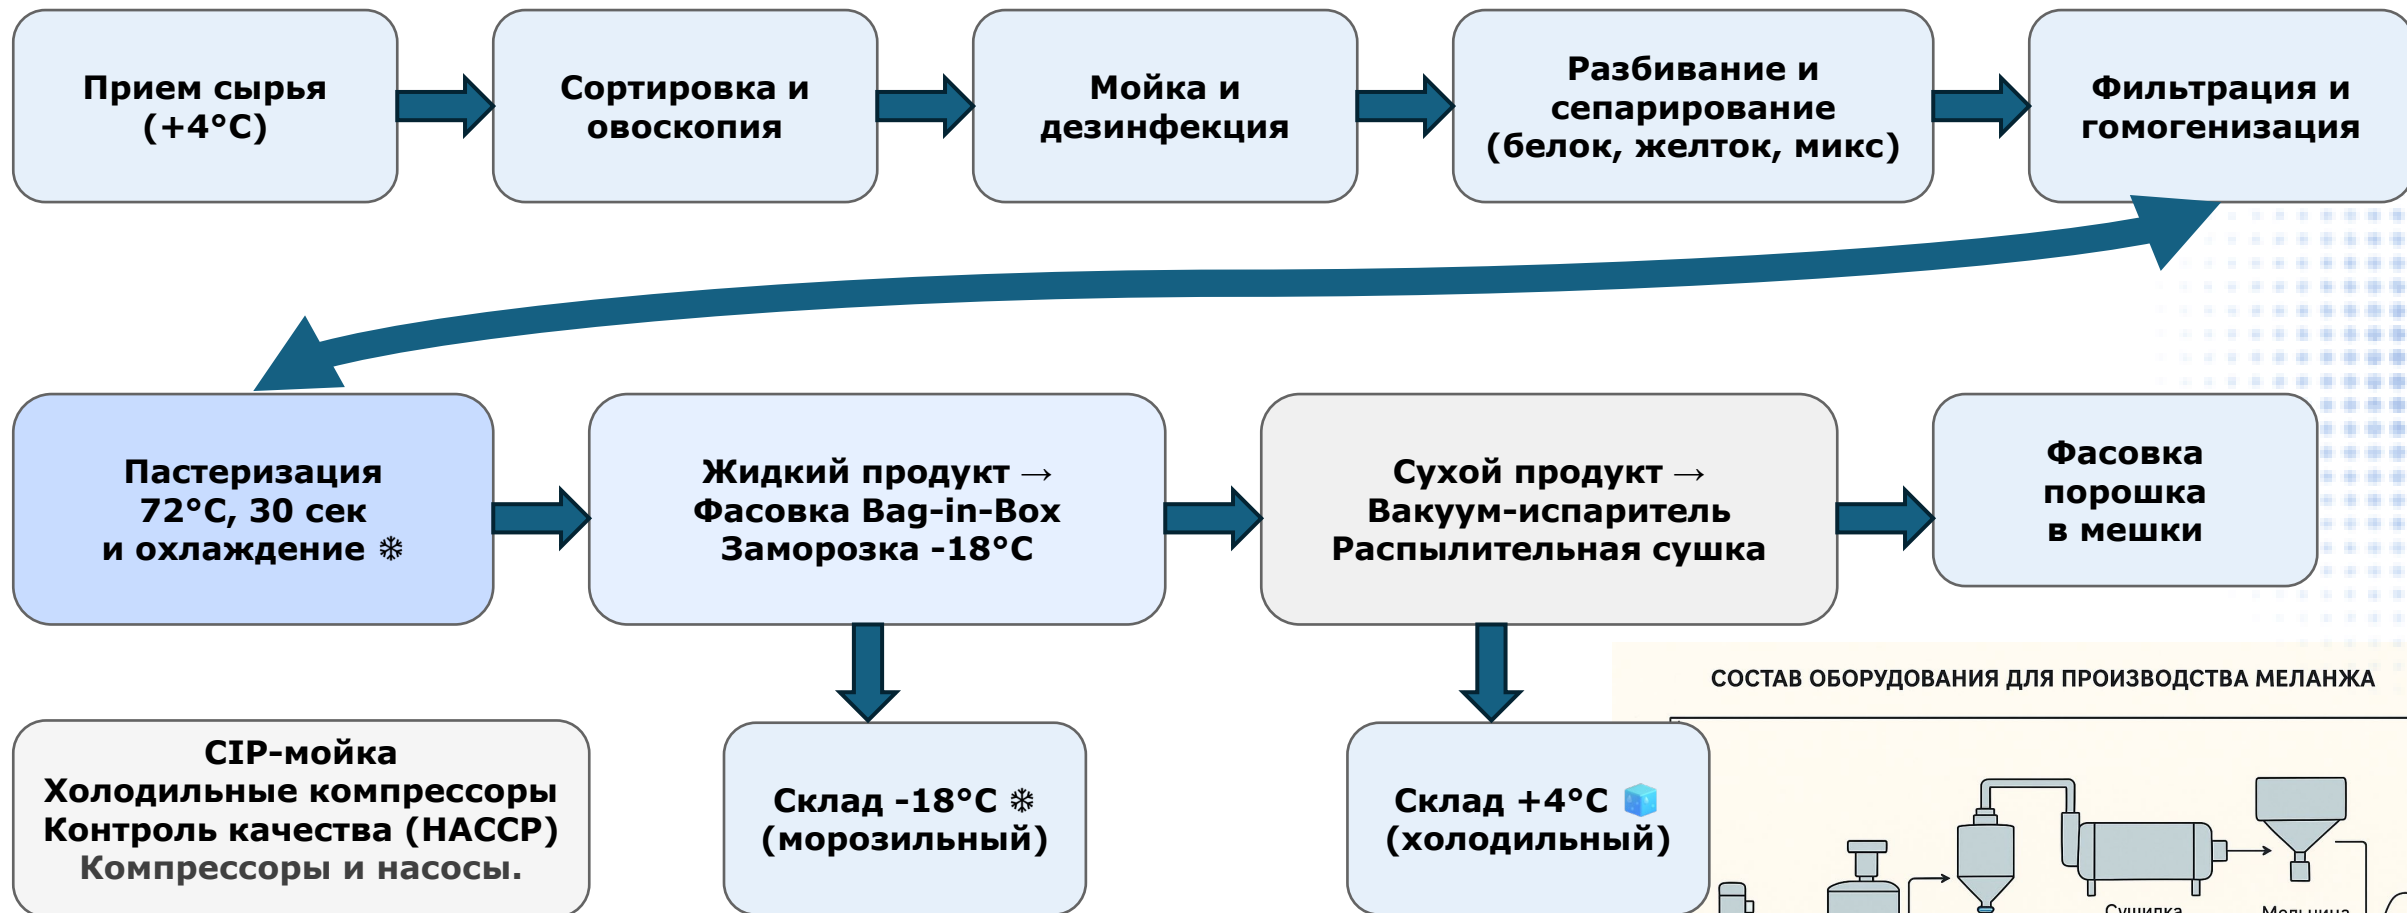 Прием сырья
(+4°C)
Сортировка и
овоскопия
Мойка и
дезинфекция
Разбивание и
сепарирование
(белок, желток, микс)
Фильтрация и
гомогенизация
Пастеризация
72°C, 30 сек
и охлаждение ❄
Жидкий продукт →
Фасовка Bag-in-Box
Заморозка -18°C
Сухой продукт →
Вакуум-испаритель
Распылительная сушка
Фасовка
порошка
в мешки
CIP-мойка
Холодильные компрессоры
Контроль качества (HACCP)
Компрессоры и насосы.
Склад -18°C ❄
(морозильный)
Склад +4°C 🧊
(холодильный)
СОСТАВ ОБОРУДОВАНИЯ ДЛЯ ПРОИЗВОДСТВА МЕЛАНЖА
Сушилка
Мельница